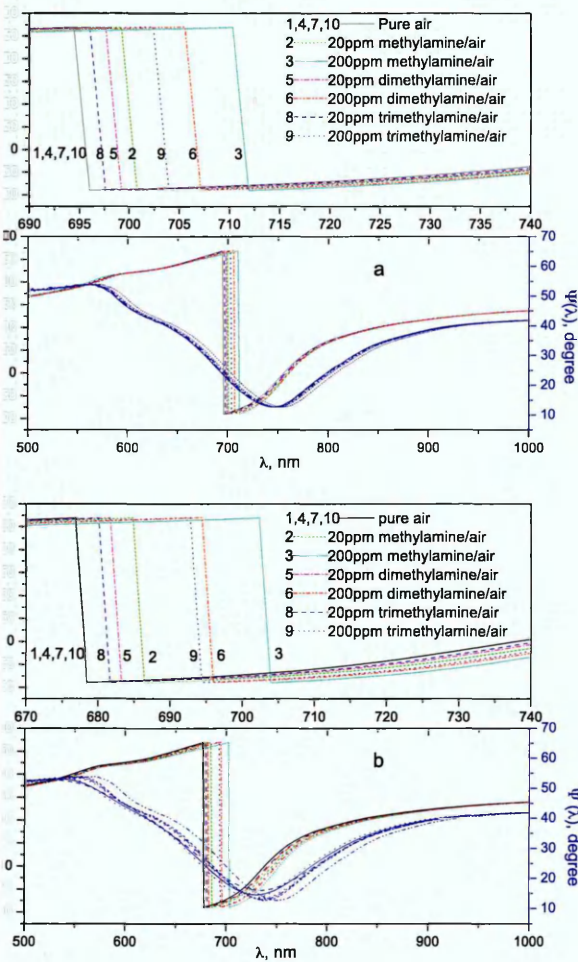 1,4,7,10 Pure air
2 20ppm methylamine/air
3 200ppm methylamine/air
5 20ppm dimethylamine/air
6 200ppm dimethylamine/air
8 20ppm trimethylamine/air
9 200ppm trimethylamine/air
0
1,4,7,10 8 5 2 9 6 3
690 695 700 705 710 715 720 725 730 735 740
a
70
60
50
40
30
20
10
0
Ψ(λ), degree
500 600 700 800 900 1000
λ, nm
1,4,7,10 pure air
2 20ppm methylamine/air
3 200ppm methylamine/air
5 20ppm dimethylamine/air
6 200ppm dimethylamine/air
8 20ppm trimethylamine/air
9 200ppm trimethylamine/air
0
1,4,7,10 8 5 2 9 6 3
670 680 690 700 710 720 730 740
b
70
60
50
40
30
20
10
0
Ψ (λ), degree
500 600 700 800 900 1000
λ, nm